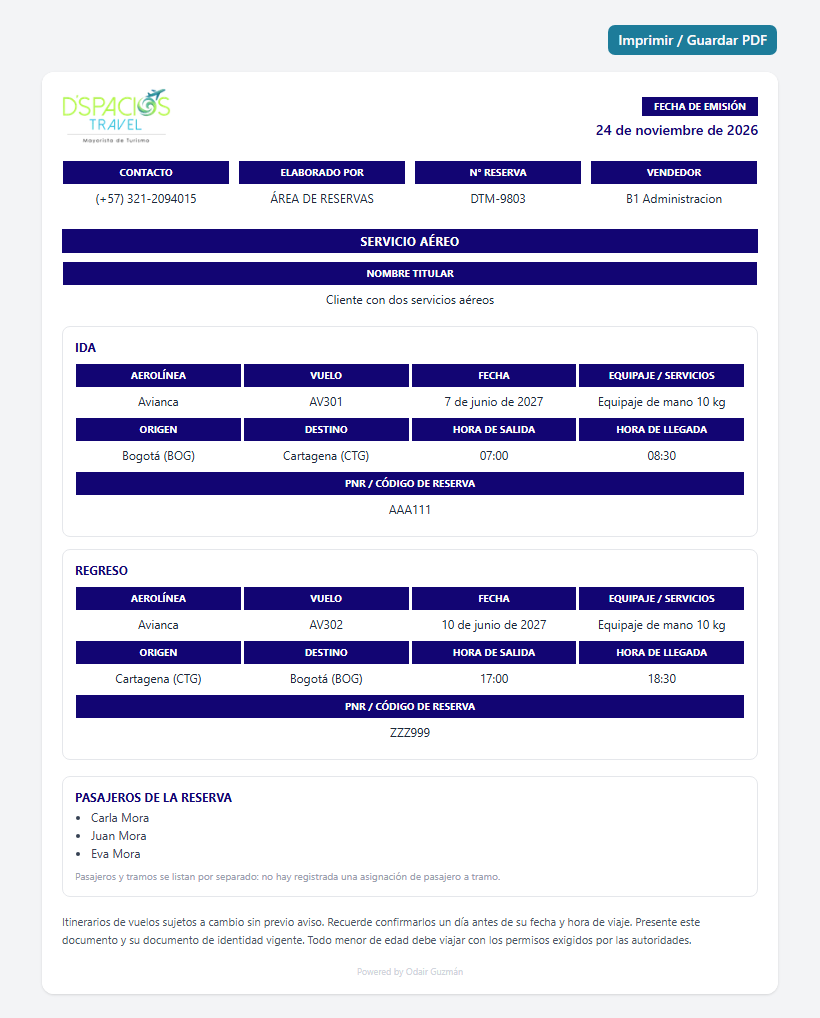 Imprimir / Guardar PDF
D'SPACIOS
TRAVEL
Mayorista de Turismo
FECHA DE EMISIÓN
24 de noviembre de 2026
CONTACTO ELABORADO POR N° RESERVA VENDEDOR
(+57) 321-2094015 ÁREA DE RESERVAS DTM-9803 B1 Administracion
SERVICIO AÉREO
NOMBRE TITULAR
Cliente con dos servicios aéreos
IDA
AEROLÍNEA VUELO FECHA EQUIPAJE / SERVICIOS
Avianca AV301 7 de junio de 2027 Equipaje de mano 10 kg
ORIGEN DESTINO HORA DE SALIDA HORA DE LLEGADA
Bogotá (BOG) Cartagena (CTG) 07:00 08:30
PNR / CÓDIGO DE RESERVA
AAA111
REGRESO
AEROLÍNEA VUELO FECHA EQUIPAJE / SERVICIOS
Avianca AV302 10 de junio de 2027 Equipaje de mano 10 kg
ORIGEN DESTINO HORA DE SALIDA HORA DE LLEGADA
Cartagena (CTG) Bogotá (BOG) 17:00 18:30
PNR / CÓDIGO DE RESERVA
ZZZ999
PASAJEROS DE LA RESERVA
• Carla Mora
• Juan Mora
• Eva Mora
Pasajeros y tramos se listan por separado: no hay registrada una asignación de pasajero a tramo.
Itinerarios de vuelos sujetos a cambio sin previo aviso. Recuerde confirmarlos un día antes de su fecha y hora de viaje. Presente este
documento y su documento de identidad vigente. Todo menor de edad debe viajar con los permisos exigidos por las autoridades.
Powered by Odair Guzmán